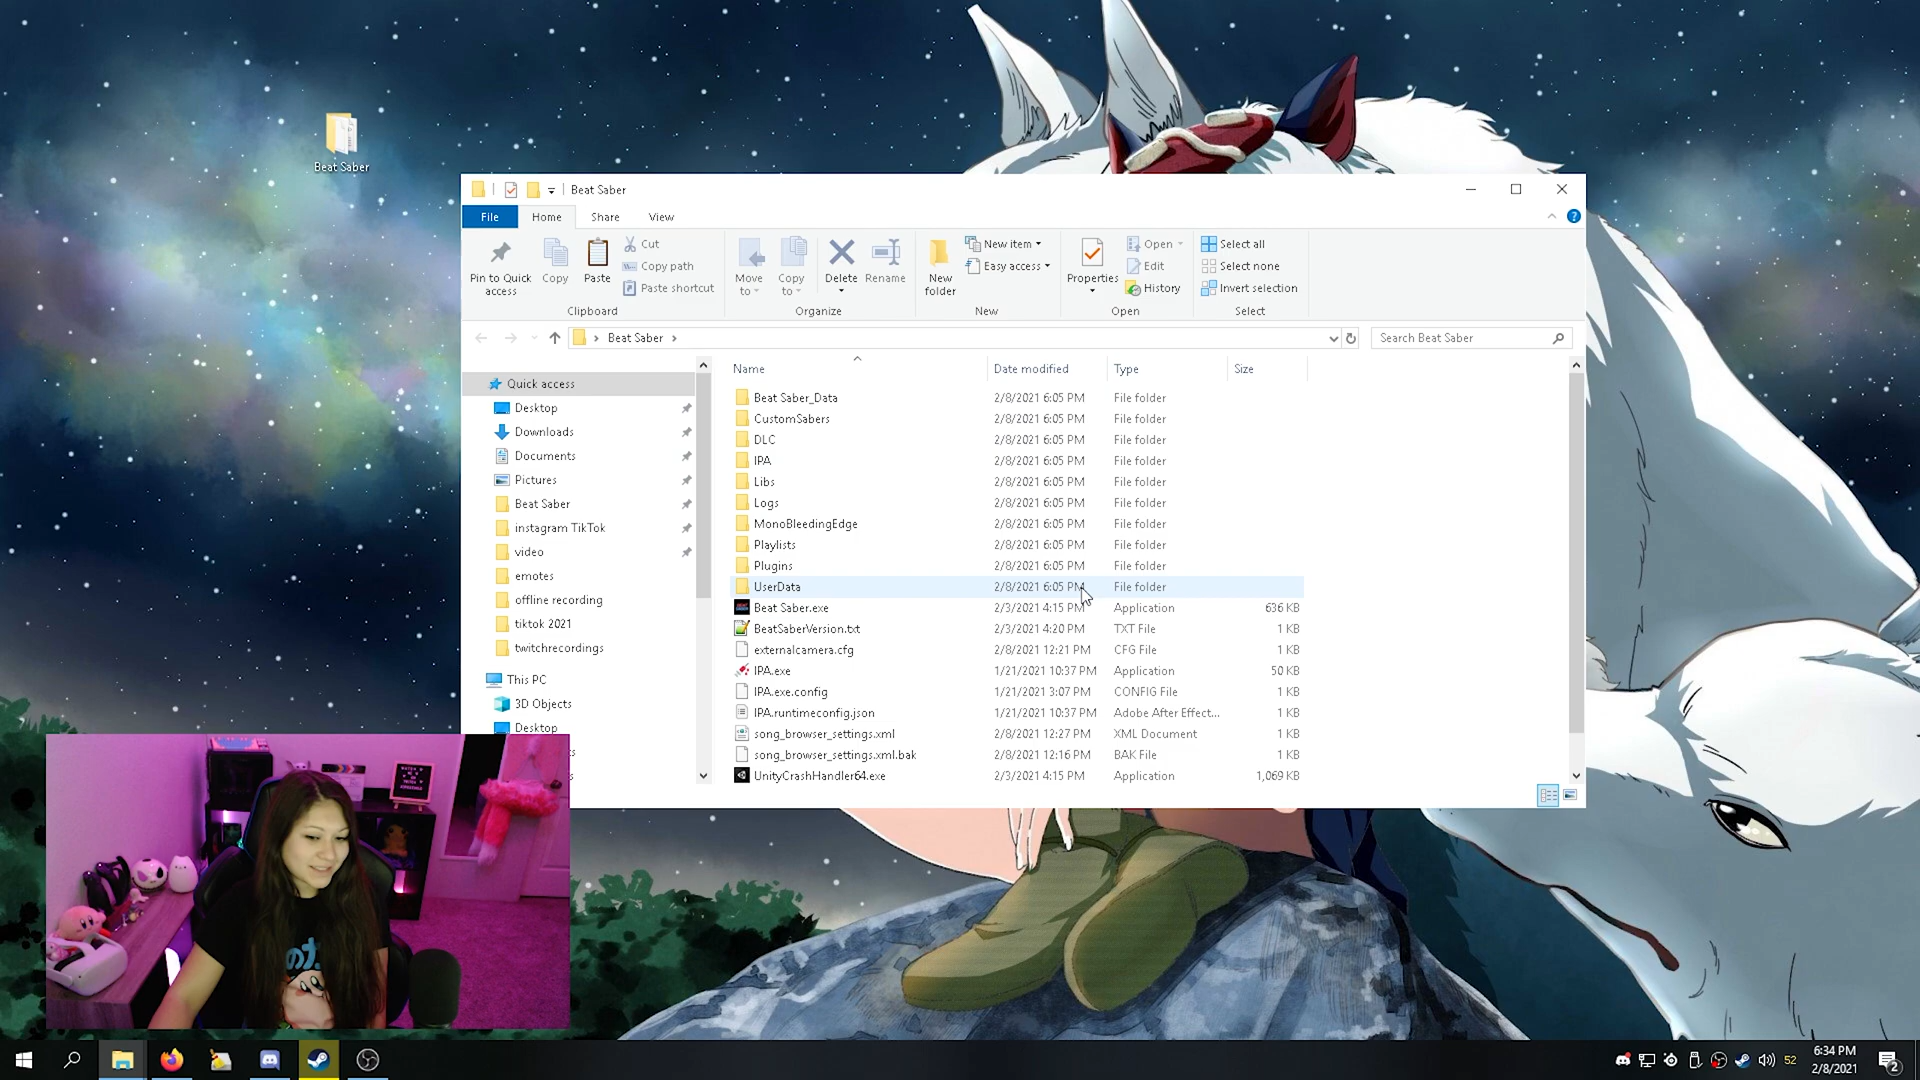 Beat Saber
Beat Saber
File Home Share View
Pin to Quick access
Copy
Paste
Cut
Copy path
Paste shortcut
Clipboard
Move to
Copy to
Delete
Rename
Organize
New folder
New item
Easy access
New
Properties
Open
Edit
History
Open
Select all
Select none
Invert selection
Select
Beat Saber
Search Beat Saber
Quick access
Desktop
Downloads
Documents
Pictures
Beat Saber
instagram TikTok
video
emotes
offline recording
tiktok 2021
twitchrecordings
This PC
3D Objects
Desktop
Name Date modified Type Size
Beat Saber_Data 2/8/2021 6:05 PM File folder
CustomSabers 2/8/2021 6:05 PM File folder
DLC 2/8/2021 6:05 PM File folder
IPA 2/8/2021 6:05 PM File folder
Libs 2/8/2021 6:05 PM File folder
Logs 2/8/2021 6:05 PM File folder
MonoBleedingEdge 2/8/2021 6:05 PM File folder
Playlists 2/8/2021 6:05 PM File folder
Plugins 2/8/2021 6:05 PM File folder
UserData 2/8/2021 6:05 PM File folder
Beat Saber.exe 2/3/2021 4:15 PM Application 636 KB
BeatSaberVersion.txt 2/3/2021 4:20 PM TXT File 1 KB
externalcamera.cfg 2/8/2021 12:21 PM CFG File 1 KB
IPA.exe 1/21/2021 10:37 PM Application 50 KB
IPA.exe.config 1/21/2021 3:07 PM CONFIG File 1 KB
IPA.runtimeconfig.json 1/21/2021 10:37 PM Adobe After Effect... 1 KB
song_browser_settings.xml 2/8/2021 12:27 PM XML Document 1 KB
song_browser_settings.xml.bak 2/8/2021 12:16 PM BAK File 1 KB
UnityCrashHandler64.exe 2/3/2021 4:15 PM Application 1,069 KB
52
6:34 PM
2/8/2021
2